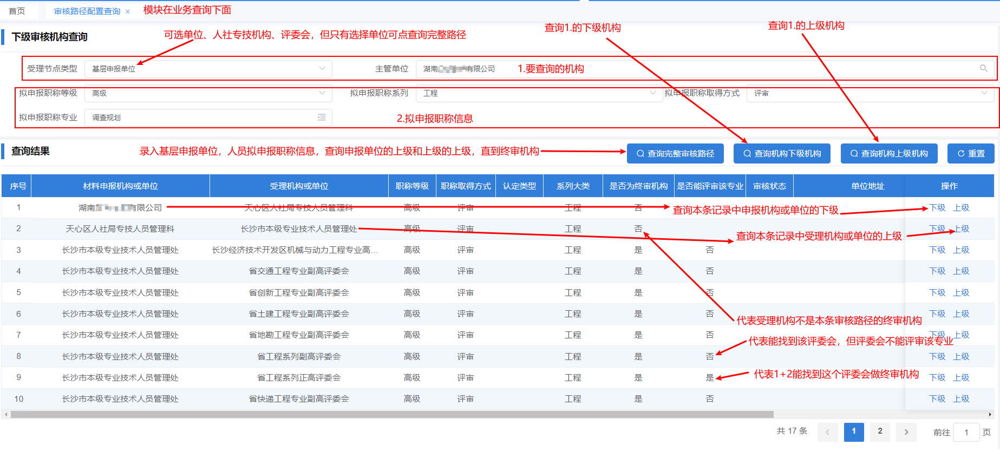 首页
审核路径配置查询 ×
模块在业务查询下面
下级审核机构查询
可选单位、人社专技机构、评委会，但只有选择单位可点查询完整路径
查询1.的下级机构
查询1.的上级机构
受理节点类型 基层申报单位 主管单位 湖南 有限公司 1.要查询的机构
拟申报职称等级 高级 拟申报职称系列 工程 拟申报职称取得方式 评审
拟申报职称专业 调查规划 2.拟申报职称信息
查询结果 录入基层申报单位，人员拟申报职称信息，查询申报单位的上级和上级的上级，直到终审机构 查询完整审核路径 查询机构下级机构 查询机构上级机构 重置
序号 材料申报机构或单位 受理机构或单位 职称等级 职称取得方式 认定类型 系列大类 是否为终审机构 是否能评审该专业 审核状态 单位地址 操作
1 湖南 有限公司 天心区人社局专技人员管理科 高级 评审 工程 否 查询本条记录中申报机构或单位的下级 下级 上级
2 天心区人社局专技人员管理科 长沙市本级专业技术人员管理处 高级 评审 工程 否 查询本条记录中受理机构或单位的上级 下级 上级
3 长沙市本级专业技术人员管理处 长沙经济技术开发区机械与动力工程专业高... 高级 评审 工程 是 否 下级 上级
4 长沙市本级专业技术人员管理处 省交通工程专业副高评委会 高级 评审 工程 是 否 下级 上级
5 长沙市本级专业技术人员管理处 省创新工程专业副高评委会 高级 评审 工程 是 否 下级 上级
6 长沙市本级专业技术人员管理处 省土建工程专业副高评委会 高级 评审 工程 是 否 下级 上级
代表受理机构不是本条审核路径的终审机构
7 长沙市本级专业技术人员管理处 省地勘工程专业副高评委会 高级 评审 工程 是 否 下级 上级
代表能找到该评委会，但评委会不能评审该专业
8 长沙市本级专业技术人员管理处 省工程系列副高评委会 高级 评审 工程 是 否 下级 上级
9 长沙市本级专业技术人员管理处 省工程系列正高评委会 高级 评审 工程 是 是 代表1+2能找到这个评委会做终审机构 下级 上级
10 长沙市本级专业技术人员管理处 省快递工程专业副高评委会 高级 评审 工程 是 否 下级 上级
共 17 条 1 2 前往 1 页